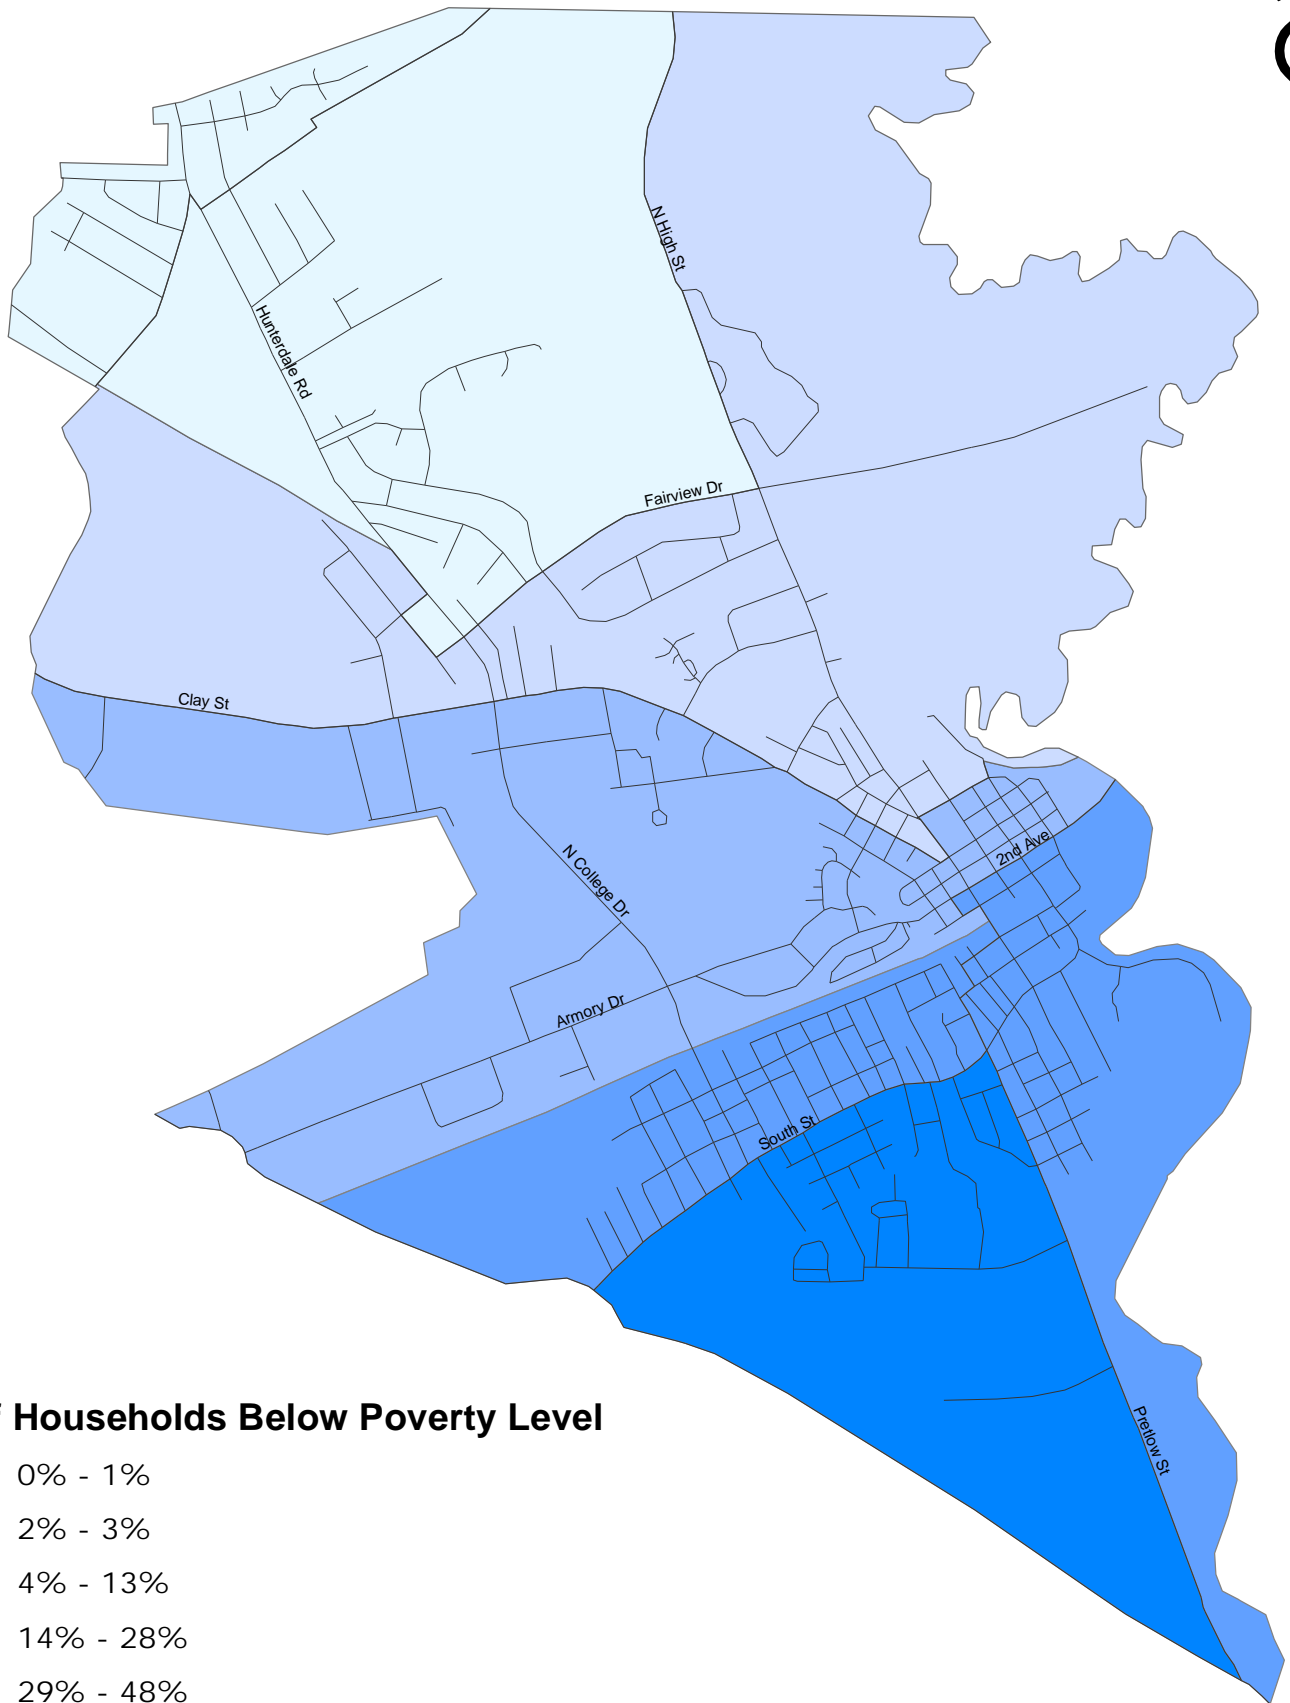 N High St
Hunterdale Rd
Fairview Dr
Clay St
2nd Ave
N College Dr
Armory Dr
South St
Pretlow St
Households Below Poverty Level
0% - 1%
2% - 3%
4% - 13%
14% - 28%
29% - 48%